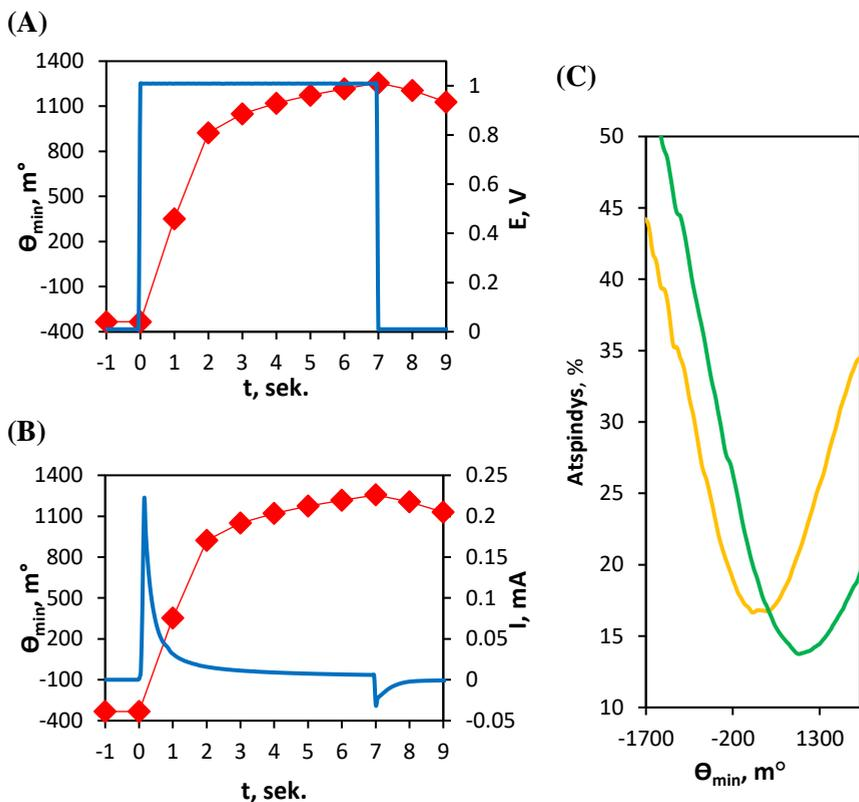 (A)
1400
1100
800
500
200
-100
-400
Ɵmin, m°
1
0.8
0.6
0.4
0.2
0
E, V
-1 0 1 2 3 4 5 6 7 8 9
t, sek.
(B)
1400
1100
800
500
200
-100
-400
Ɵmin, m°
0.25
0.2
0.15
0.1
0.05
0
-0.05
I, mA
-1 0 1 2 3 4 5 6 7 8 9
t, sek.
(C)
50
45
40
35
30
25
20
15
10
Atspindys, %
-1700 -200 1300
Ɵmin, m°